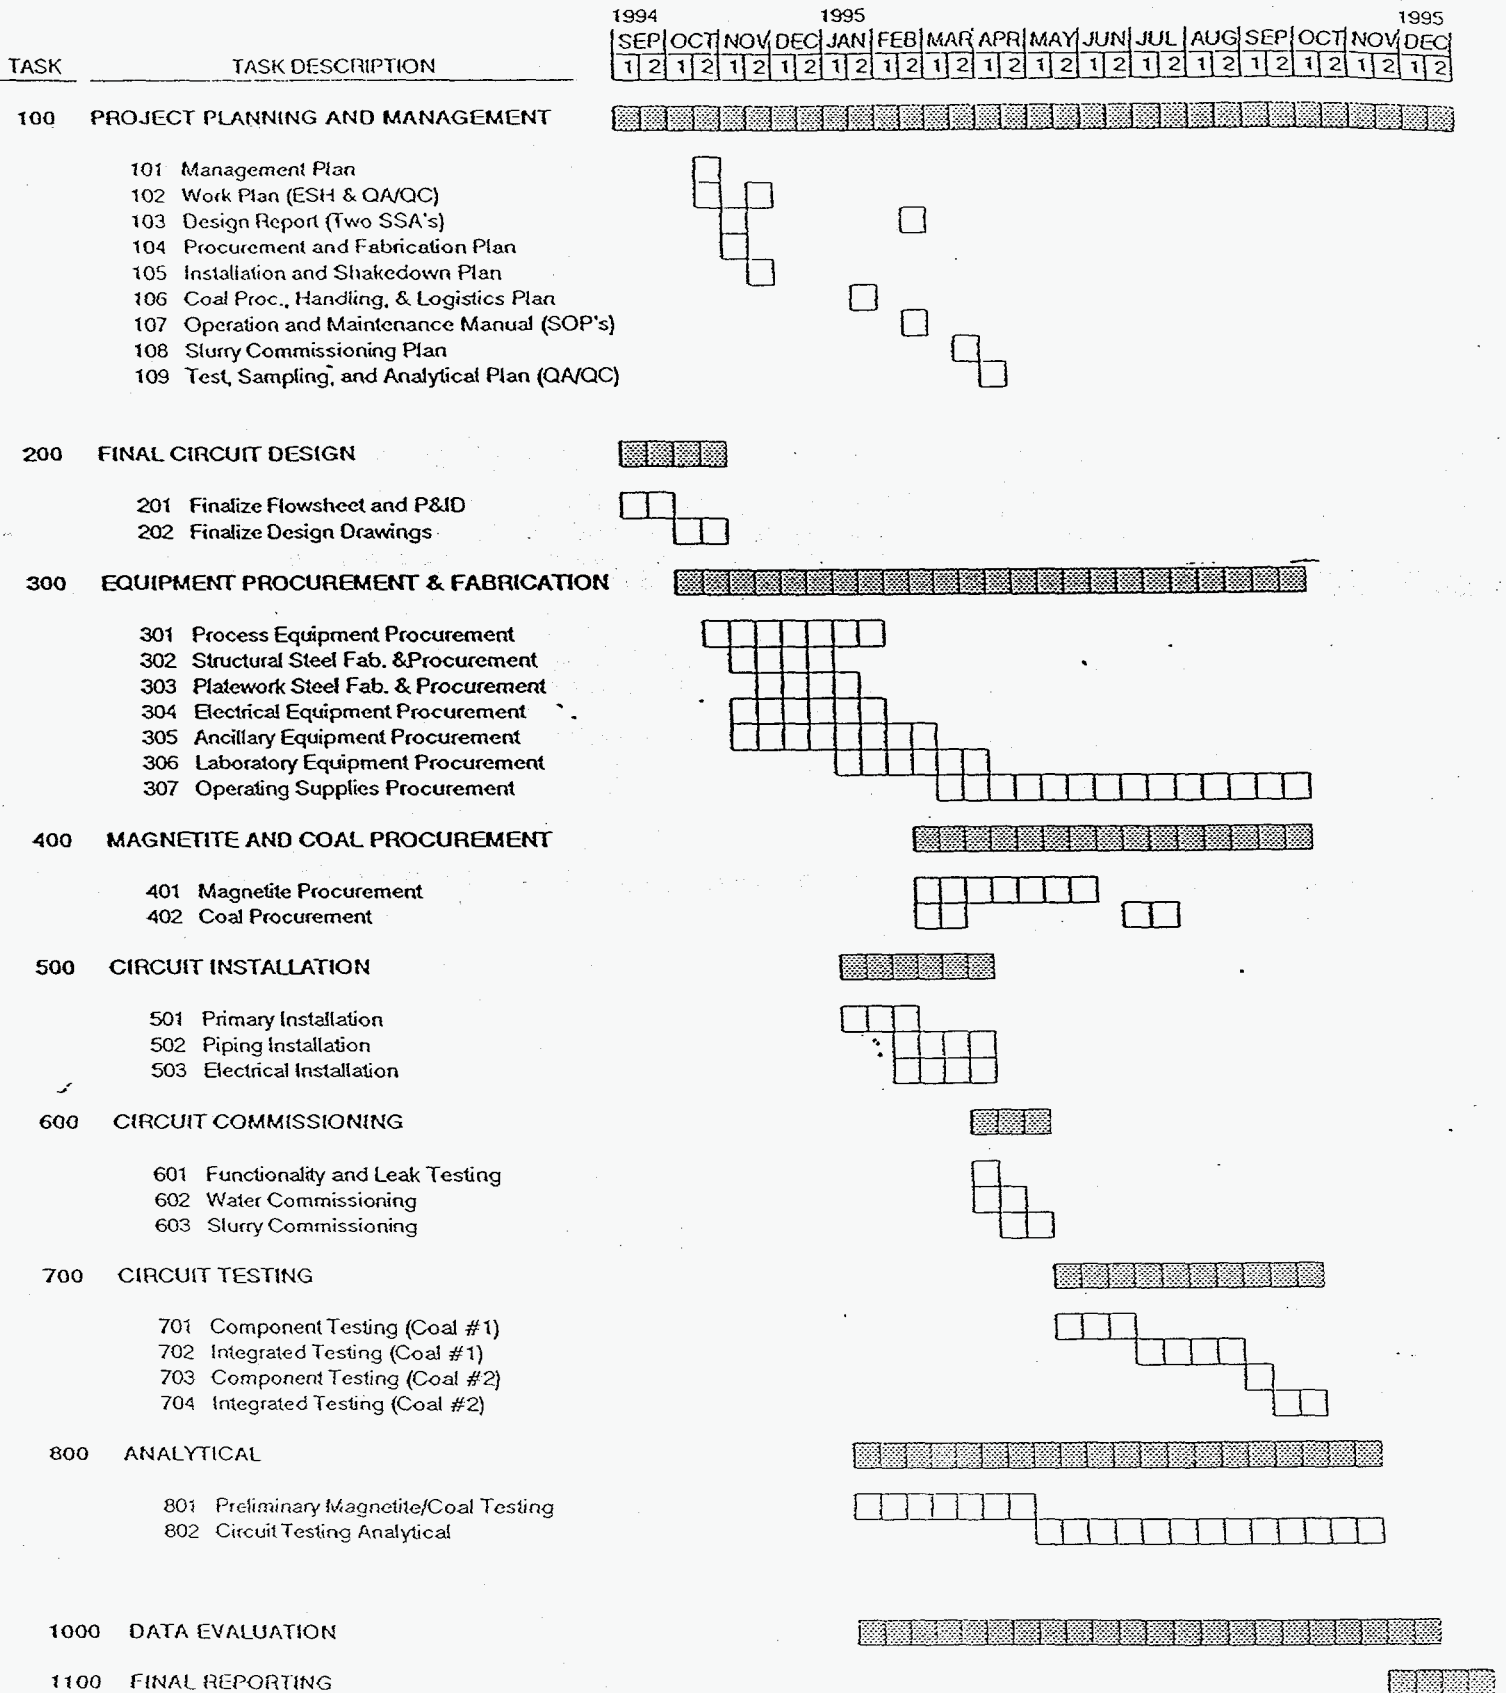 1994 1995 1995
SEP OCT NOV DEC JAN FEB MAR APR MAY JUN JUL AUG SEP OCT NOV DEC
TASK TASK DESCRIPTION 1 2 1 2 1 2 1 2 1 2 1 2 1 2 1 2 1 2 1 2 1 2 1 2 1 2 1 2 1 2 1 2
100 PROJECT PLANNING AND MANAGEMENT
101 Management Plan
102 Work Plan (ESH & QA/QC)
103 Design Report (Two SSA's)
104 Procurement and Fabrication Plan
105 Installation and Shakedown Plan
106 Coal Proc., Handling, & Logistics Plan
107 Operation and Maintenance Manual (SOP's)
108 Slurry Commissioning Plan
109 Test, Sampling, and Analytical Plan (QA/QC)
200 FINAL CIRCUIT DESIGN
201 Finalize Flowsheet and P&ID
202 Finalize Design Drawings
300 EQUIPMENT PROCUREMENT & FABRICATION
301 Process Equipment Procurement
302 Structural Steel Fab. &Procurement
303 Platework Steel Fab. & Procurement
304 Electrical Equipment Procurement
305 Ancillary Equipment Procurement
306 Laboratory Equipment Procurement
307 Operating Supplies Procurement
400 MAGNETITE AND COAL PROCUREMENT
401 Magnetite Procurement
402 Coal Procurement
500 CIRCUIT INSTALLATION
501 Primary Installation
502 Piping Installation
503 Electrical Installation
600 CIRCUIT COMMISSIONING
601 Functionality and Leak Testing
602 Water Commissioning
603 Slurry Commissioning
700 CIRCUIT TESTING
701 Component Testing (Coal #1)
702 Integrated Testing (Coal #1)
703 Component Testing (Coal #2)
704 Integrated Testing (Coal #2)
800 ANALYTICAL
801 Preliminary Magnetite/Coal Testing
802 Circuit Testing Analytical
1000 DATA EVALUATION
1100 FINAL REPORTING